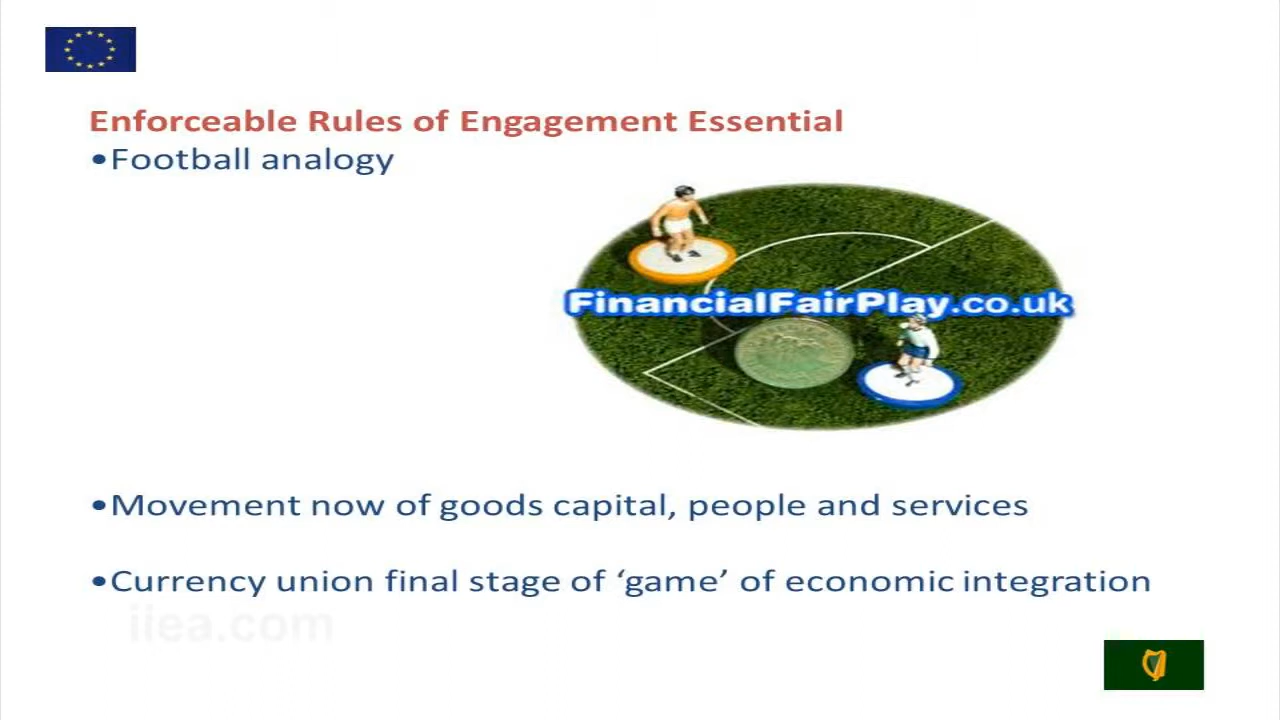 Enforceable Rules of Engagement Essential
•Football analogy
FinancialFairPlay.co.uk
•Movement now of goods capital, people and services
•Currency union final stage of ‘game’ of economic integration
ilea.com